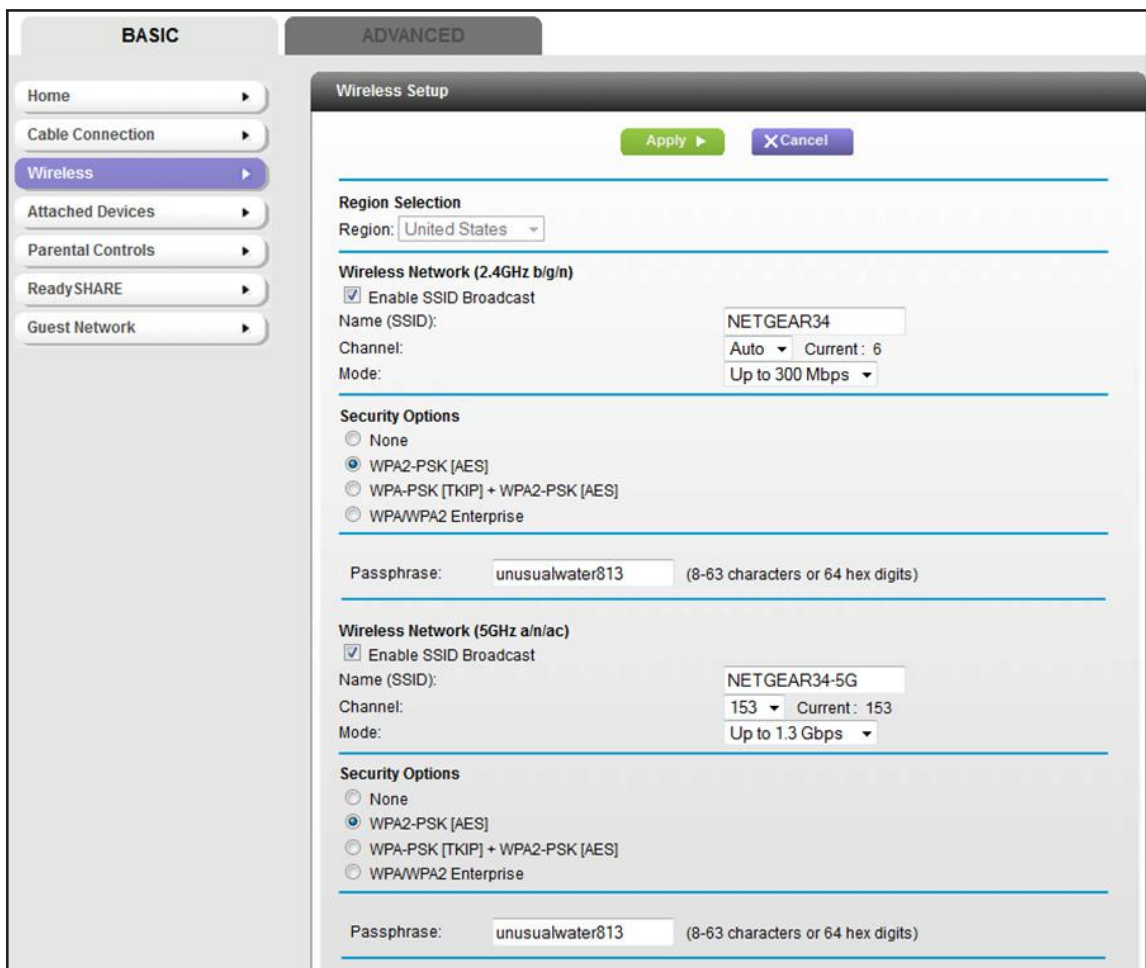 BASIC
ADVANCED
Home
Cable Connection
Wireless
Attached Devices
Parental Controls
ReadySHARE
Guest Network
Wireless Setup
Apply
Cancel
Region Selection
Region: United States
Wireless Network (2.4GHz b/g/n)
Enable SSID Broadcast
Name (SSID): NETGEAR34
Channel: Auto Current : 6
Mode: Up to 300 Mbps
Security Options
None
WPA2-PSK [AES]
WPA-PSK [TKIP] + WPA2-PSK [AES]
WPA/WPA2 Enterprise
Passphrase: unusualwater813 (8-63 characters or 64 hex digits)
Wireless Network (5GHz a/n/ac)
Enable SSID Broadcast
Name (SSID): NETGEAR34-5G
Channel: 153 Current : 153
Mode: Up to 1.3 Gbps
Security Options
None
WPA2-PSK [AES]
WPA-PSK [TKIP] + WPA2-PSK [AES]
WPA/WPA2 Enterprise
Passphrase: unusualwater813 (8-63 characters or 64 hex digits)